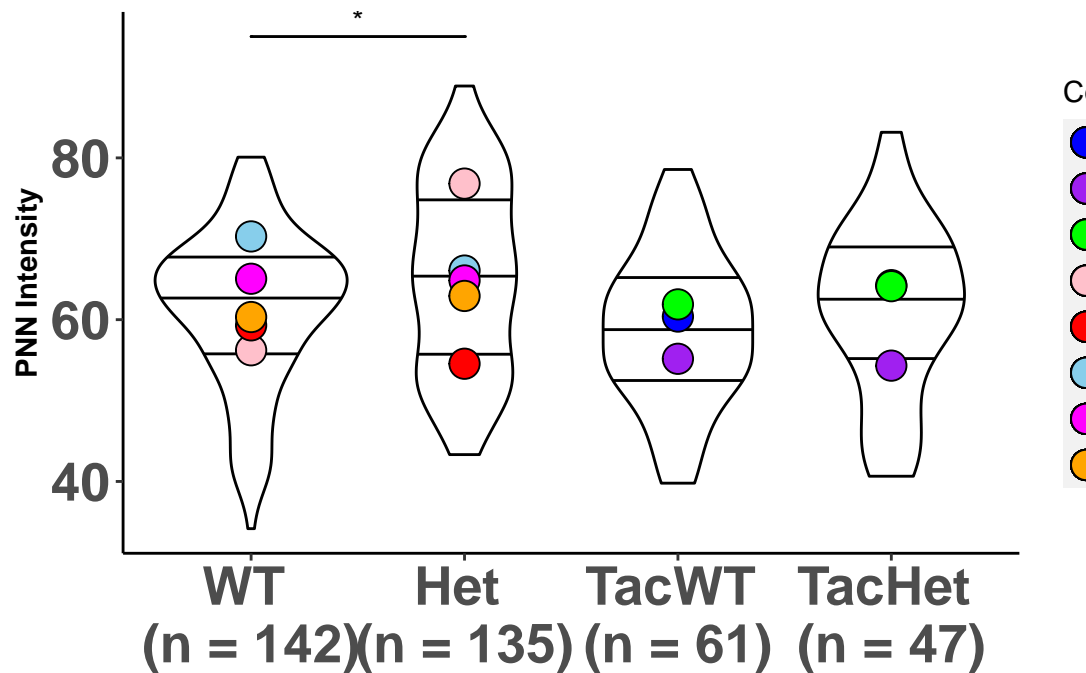 *
80
60
40
PNN Intensity
WT
(n = 142)
Het
(n = 135)
TacWT
(n = 61)
TacHet
(n = 47)